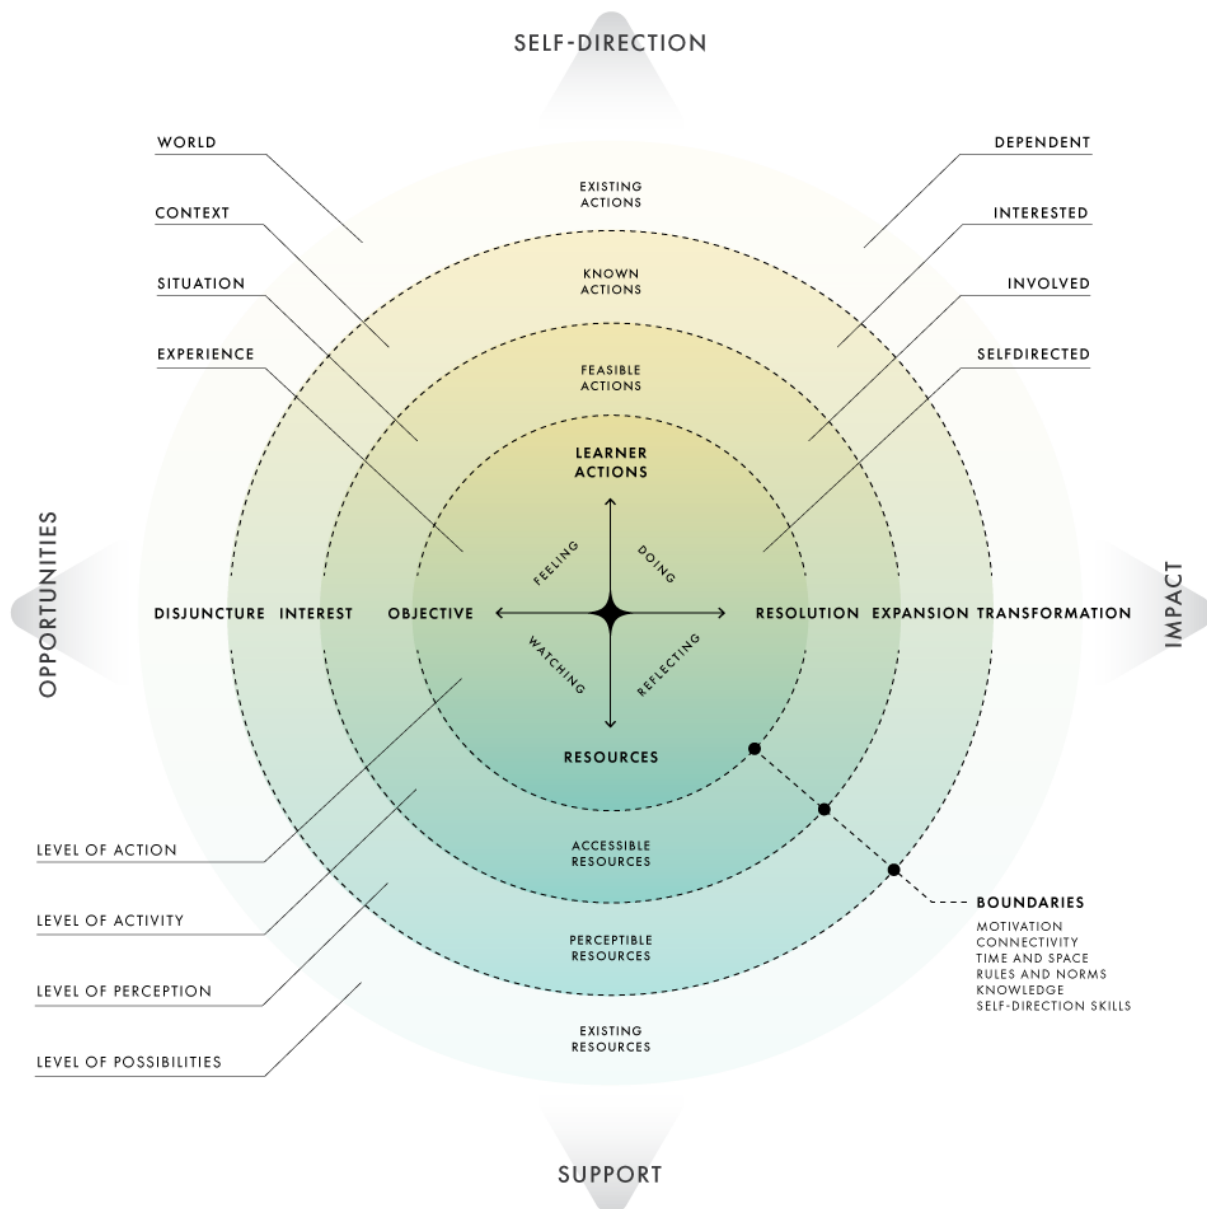 SELF-DIRECTION
WORLD
DEPENDENT
EXISTING
ACTIONS
CONTEXT
INTERESTED
KNOWN
ACTIONS
SITUATION
INVOLVED
EXPERIENCE
SELFDIRECTED
FEASIBLE
ACTIONS
LEARNER
ACTIONS
FEELING
DOING
OPPORTUNITIES
DISJUNCTURE
INTEREST
OBJECTIVE
RESOLUTION
EXPANSION
TRANSFORMATION
IMPACT
WATCHING
REFLECTING
RESOURCES
LEVEL OF ACTION
ACCESSIBLE
RESOURCES
LEVEL OF ACTIVITY
PERCEPTIBLE
RESOURCES
LEVEL OF PERCEPTION
EXISTING
RESOURCES
LEVEL OF POSSIBILITIES
BOUNDARIES
MOTIVATION
CONNECTIVITY
TIME AND SPACE
RULES AND NORMS
KNOWLEDGE
SELF-DIRECTION SKILLS
SUPPORT